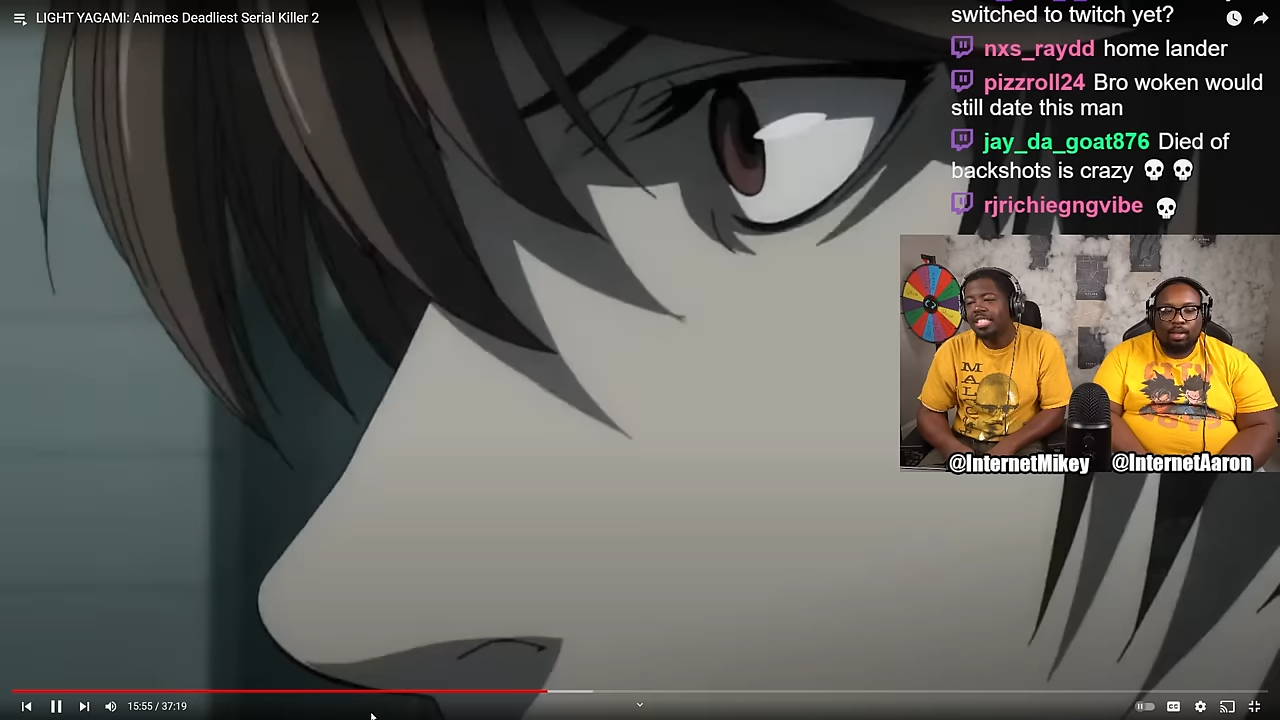 LIGHT YAGAMI: Animes Deadliest Serial Killer 2
switched to twitch yet?
nxs_raydd home lander
pizzroll24 Bro woken would
still date this man
jay_da_goat876 Died of
backshots is crazy 💀 💀
rjrichiegngvibe 💀
@InternetMikey
@InternetAaron
15:55 / 37:19
CC